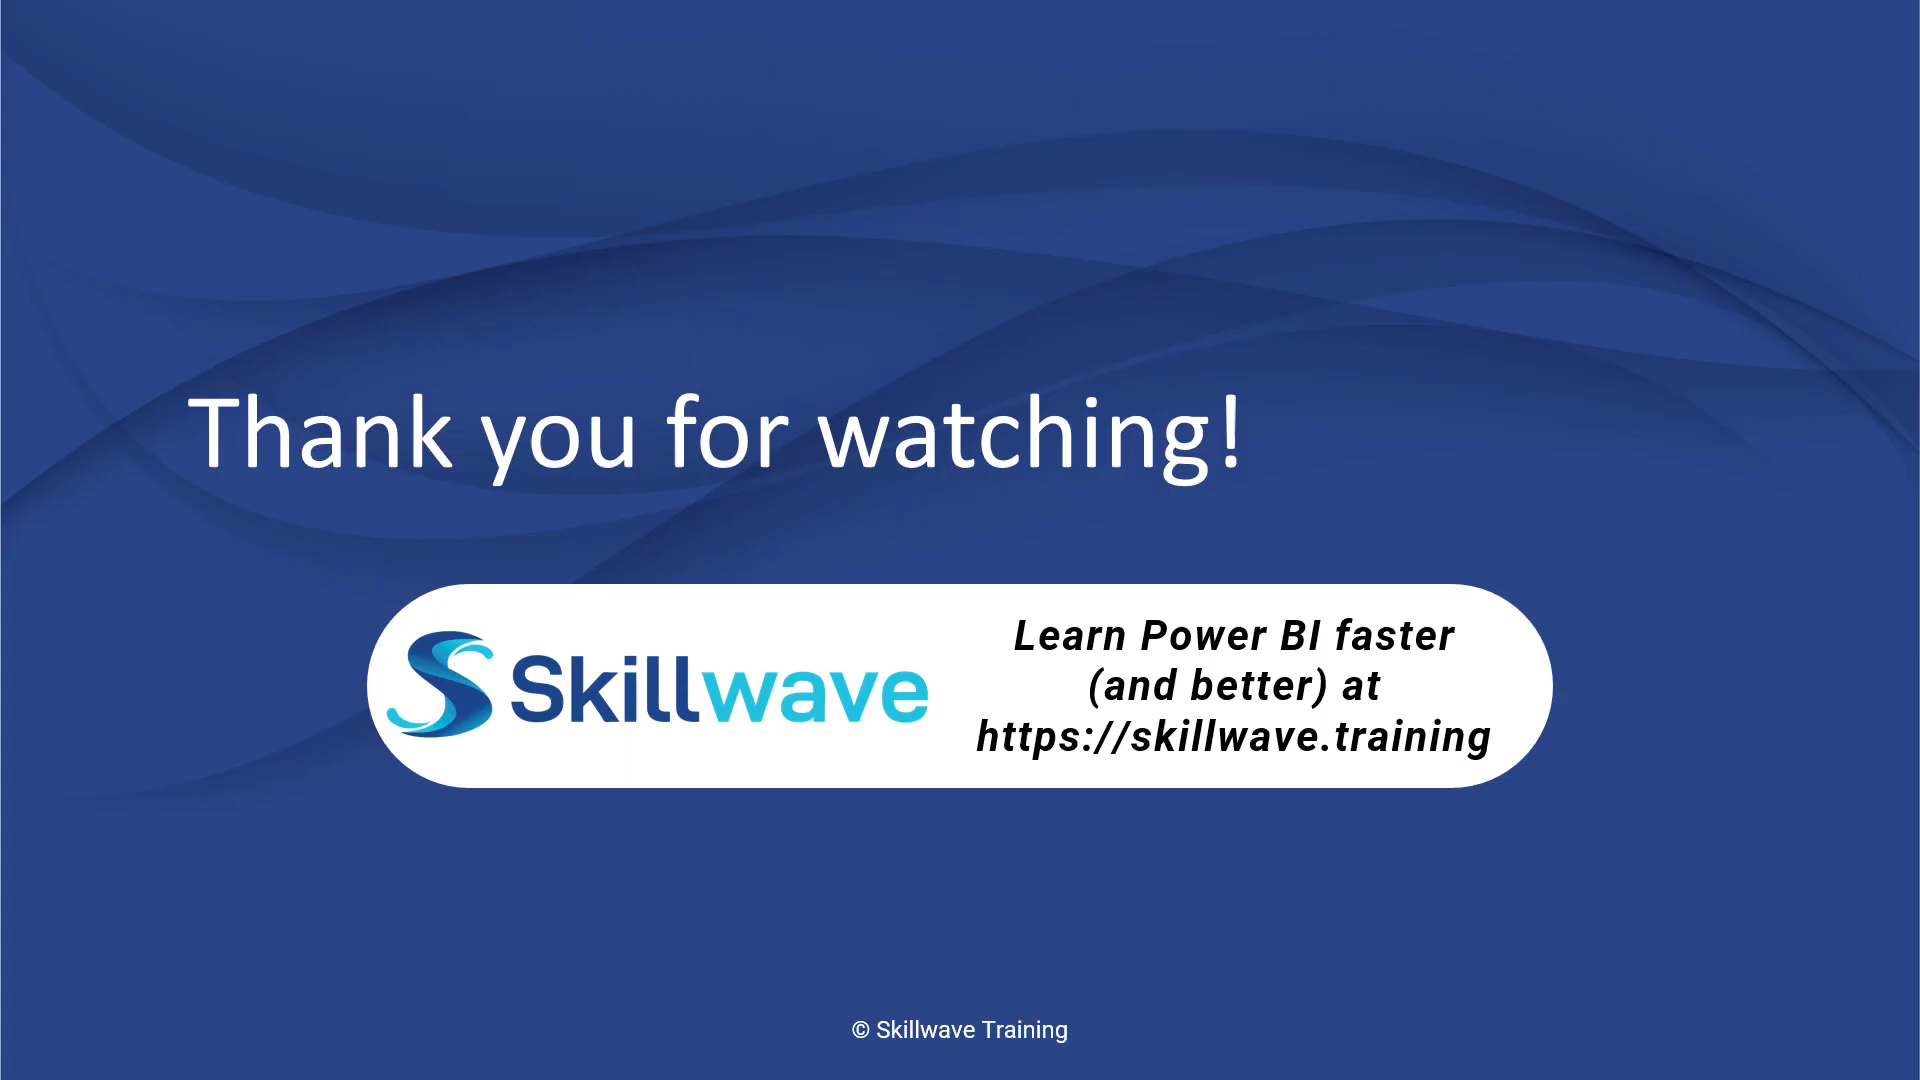 Thank you for watching!
Skillwave
Learn Power BI faster
(and better) at
https://skillwave.training
© Skillwave Training